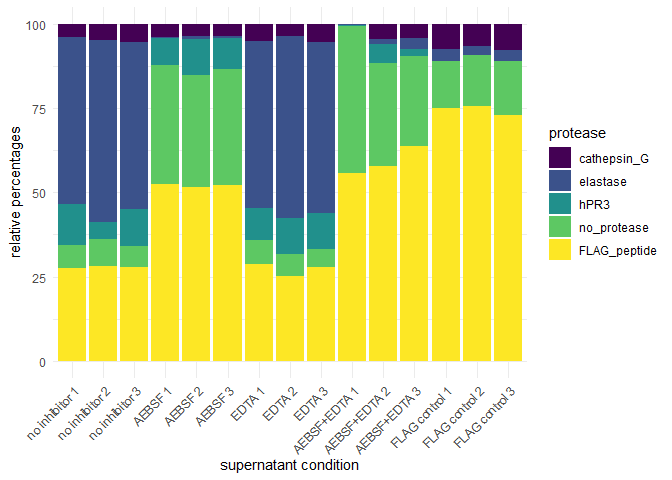 100
75
50
25
0
relative percentages
no inhibitor 1
no inhibitor 2
no inhibitor 3
AEBSF 1
AEBSF 2
AEBSF 3
EDTA 1
EDTA 2
EDTA 3
AEBSF+EDTA 1
AEBSF+EDTA 2
AEBSF+EDTA 3
FLAG control 1
FLAG control 2
FLAG control 3
supernatant condition
protease
cathepsin_G
elastase
hPR3
no_protease
FLAG_peptide